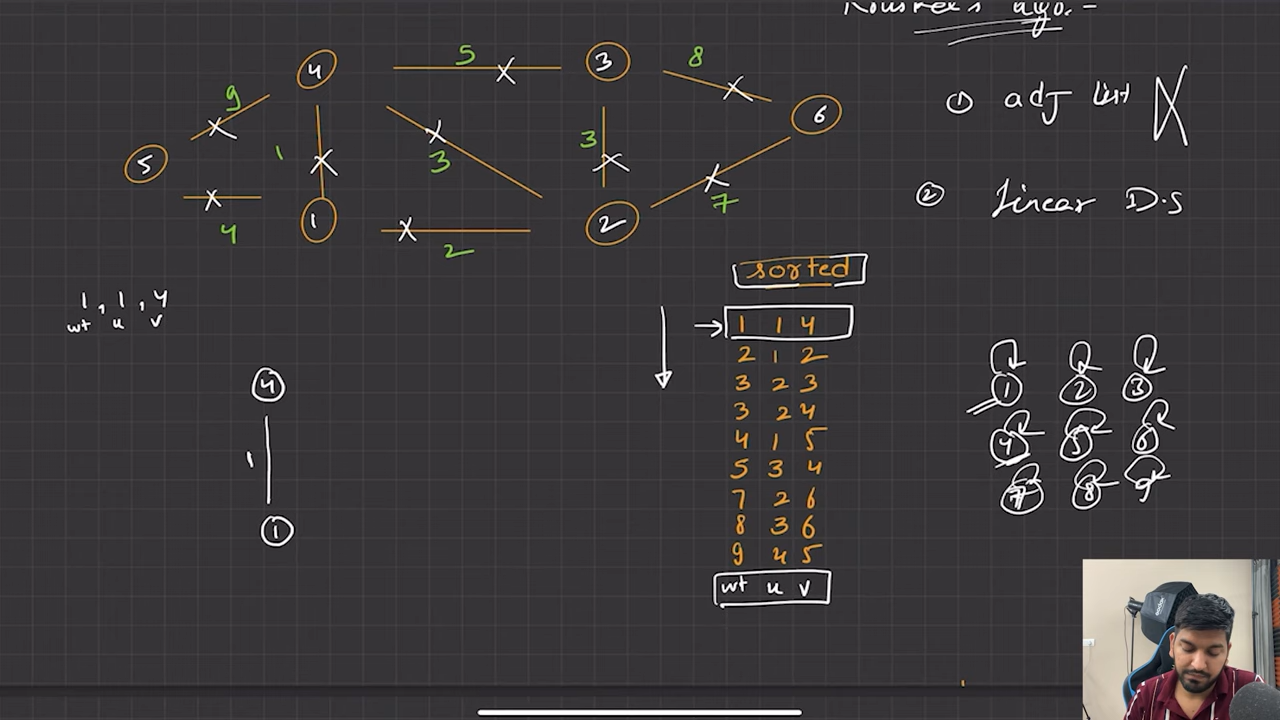 algo. -
① adj list
② Linear D.S
5
4
3
8
9
6
1
3
3
5
7
4
1
2
2
sorted
1, 1, 4
wt u v
1 1 4
2 1 2
3 2 3
3 2 4
4 1 5
5 3 4
7 2 6
8 3 6
9 4 5
wt u v
4
1
1
1 2 3
4 5 6
7 8 9